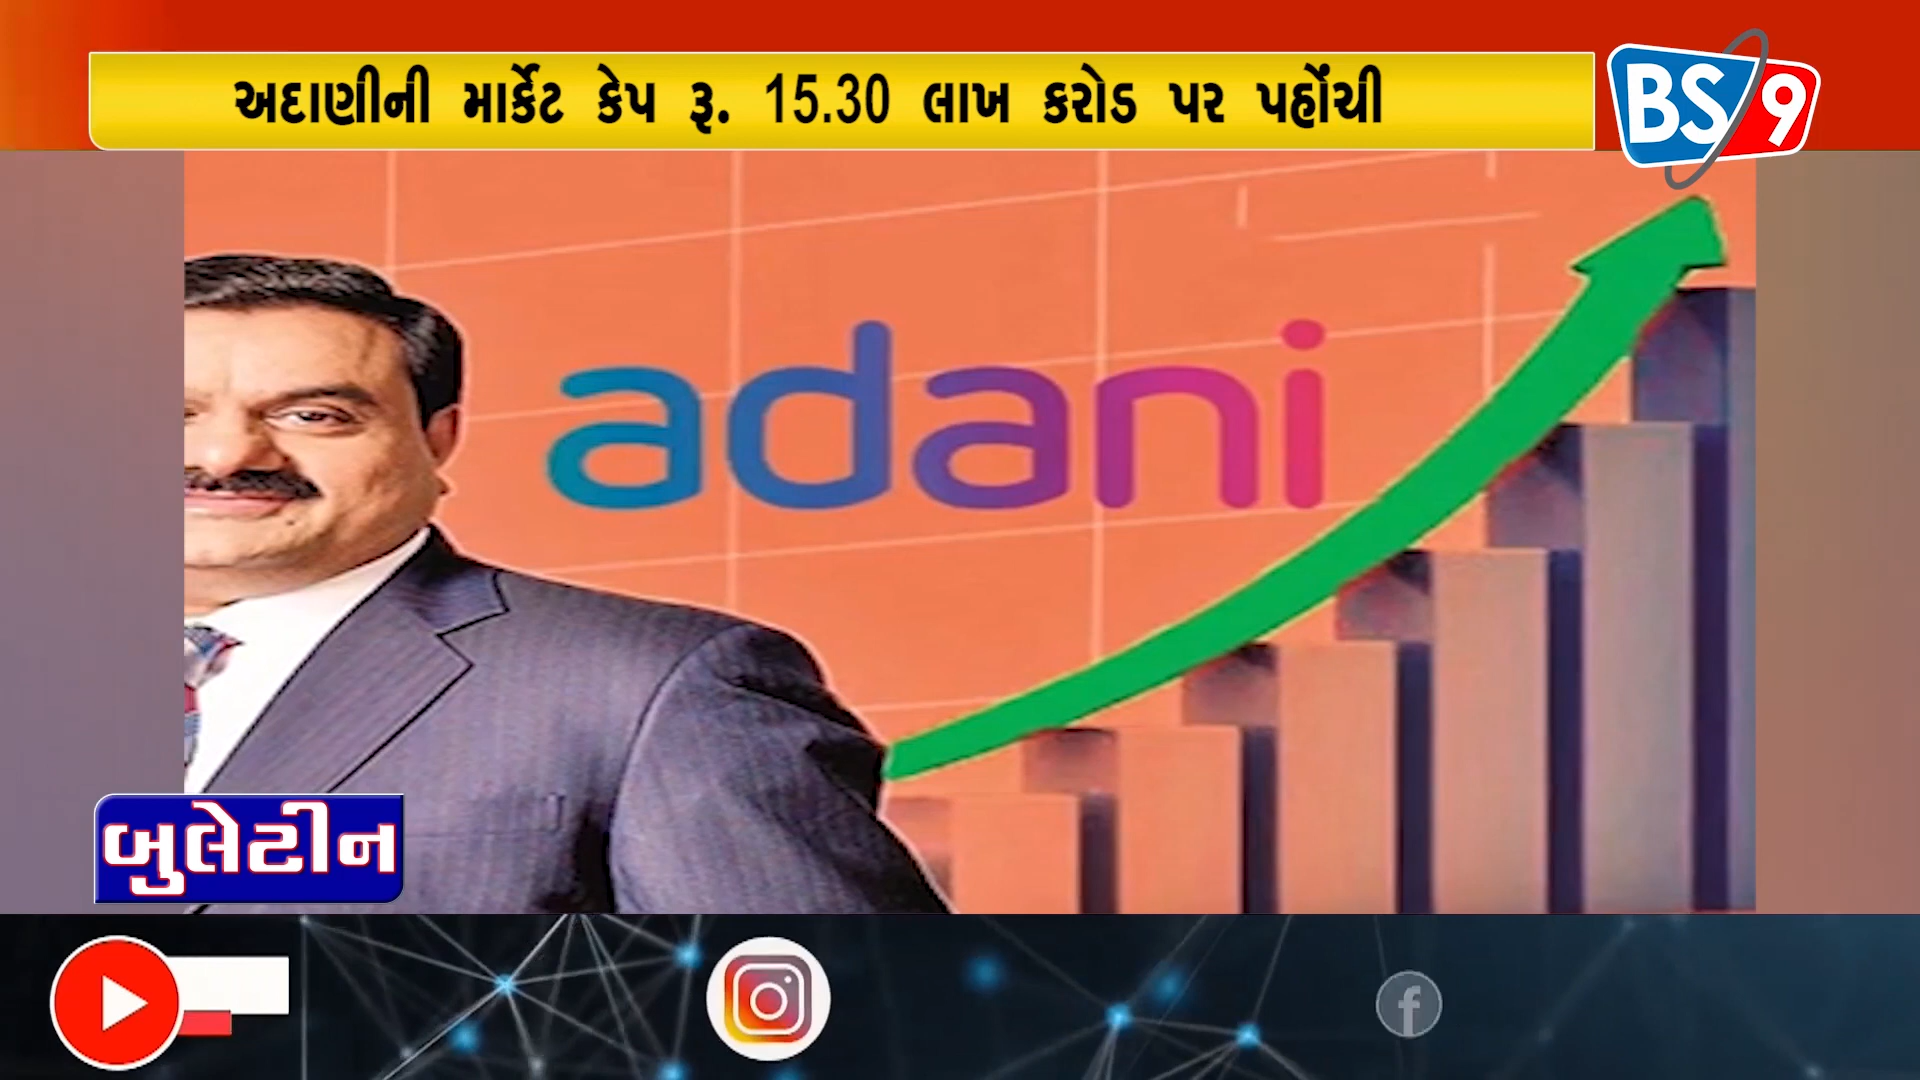 અદાણીની માર્કેટ કેપ રૂ. 15.30 લાખ કરોડ પર પહોંચી
BS9
adani
બુલેટીન